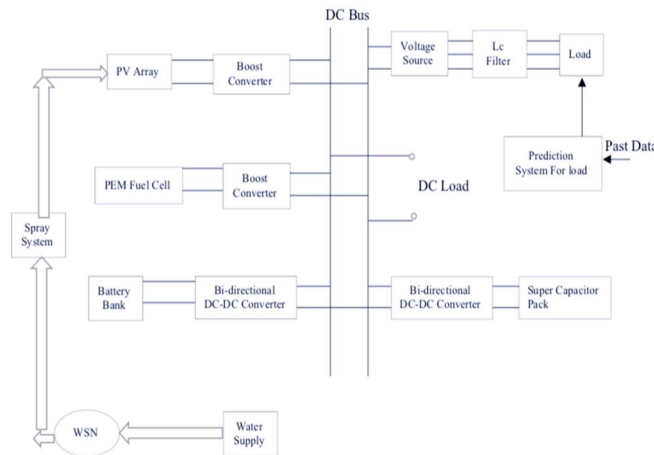 DC Bus
PV Array
Boost
Converter
Voltage
Source
Lc
Filter
Load
Prediction
System For load
Past Data
PEM Fuel Cell
Boost
Converter
DC Load
Spray
System
Battery
Bank
Bi-directional
DC-DC Converter
Bi-directional
DC-DC Converter
Super Capacitor
Pack
WSN
Water
Supply